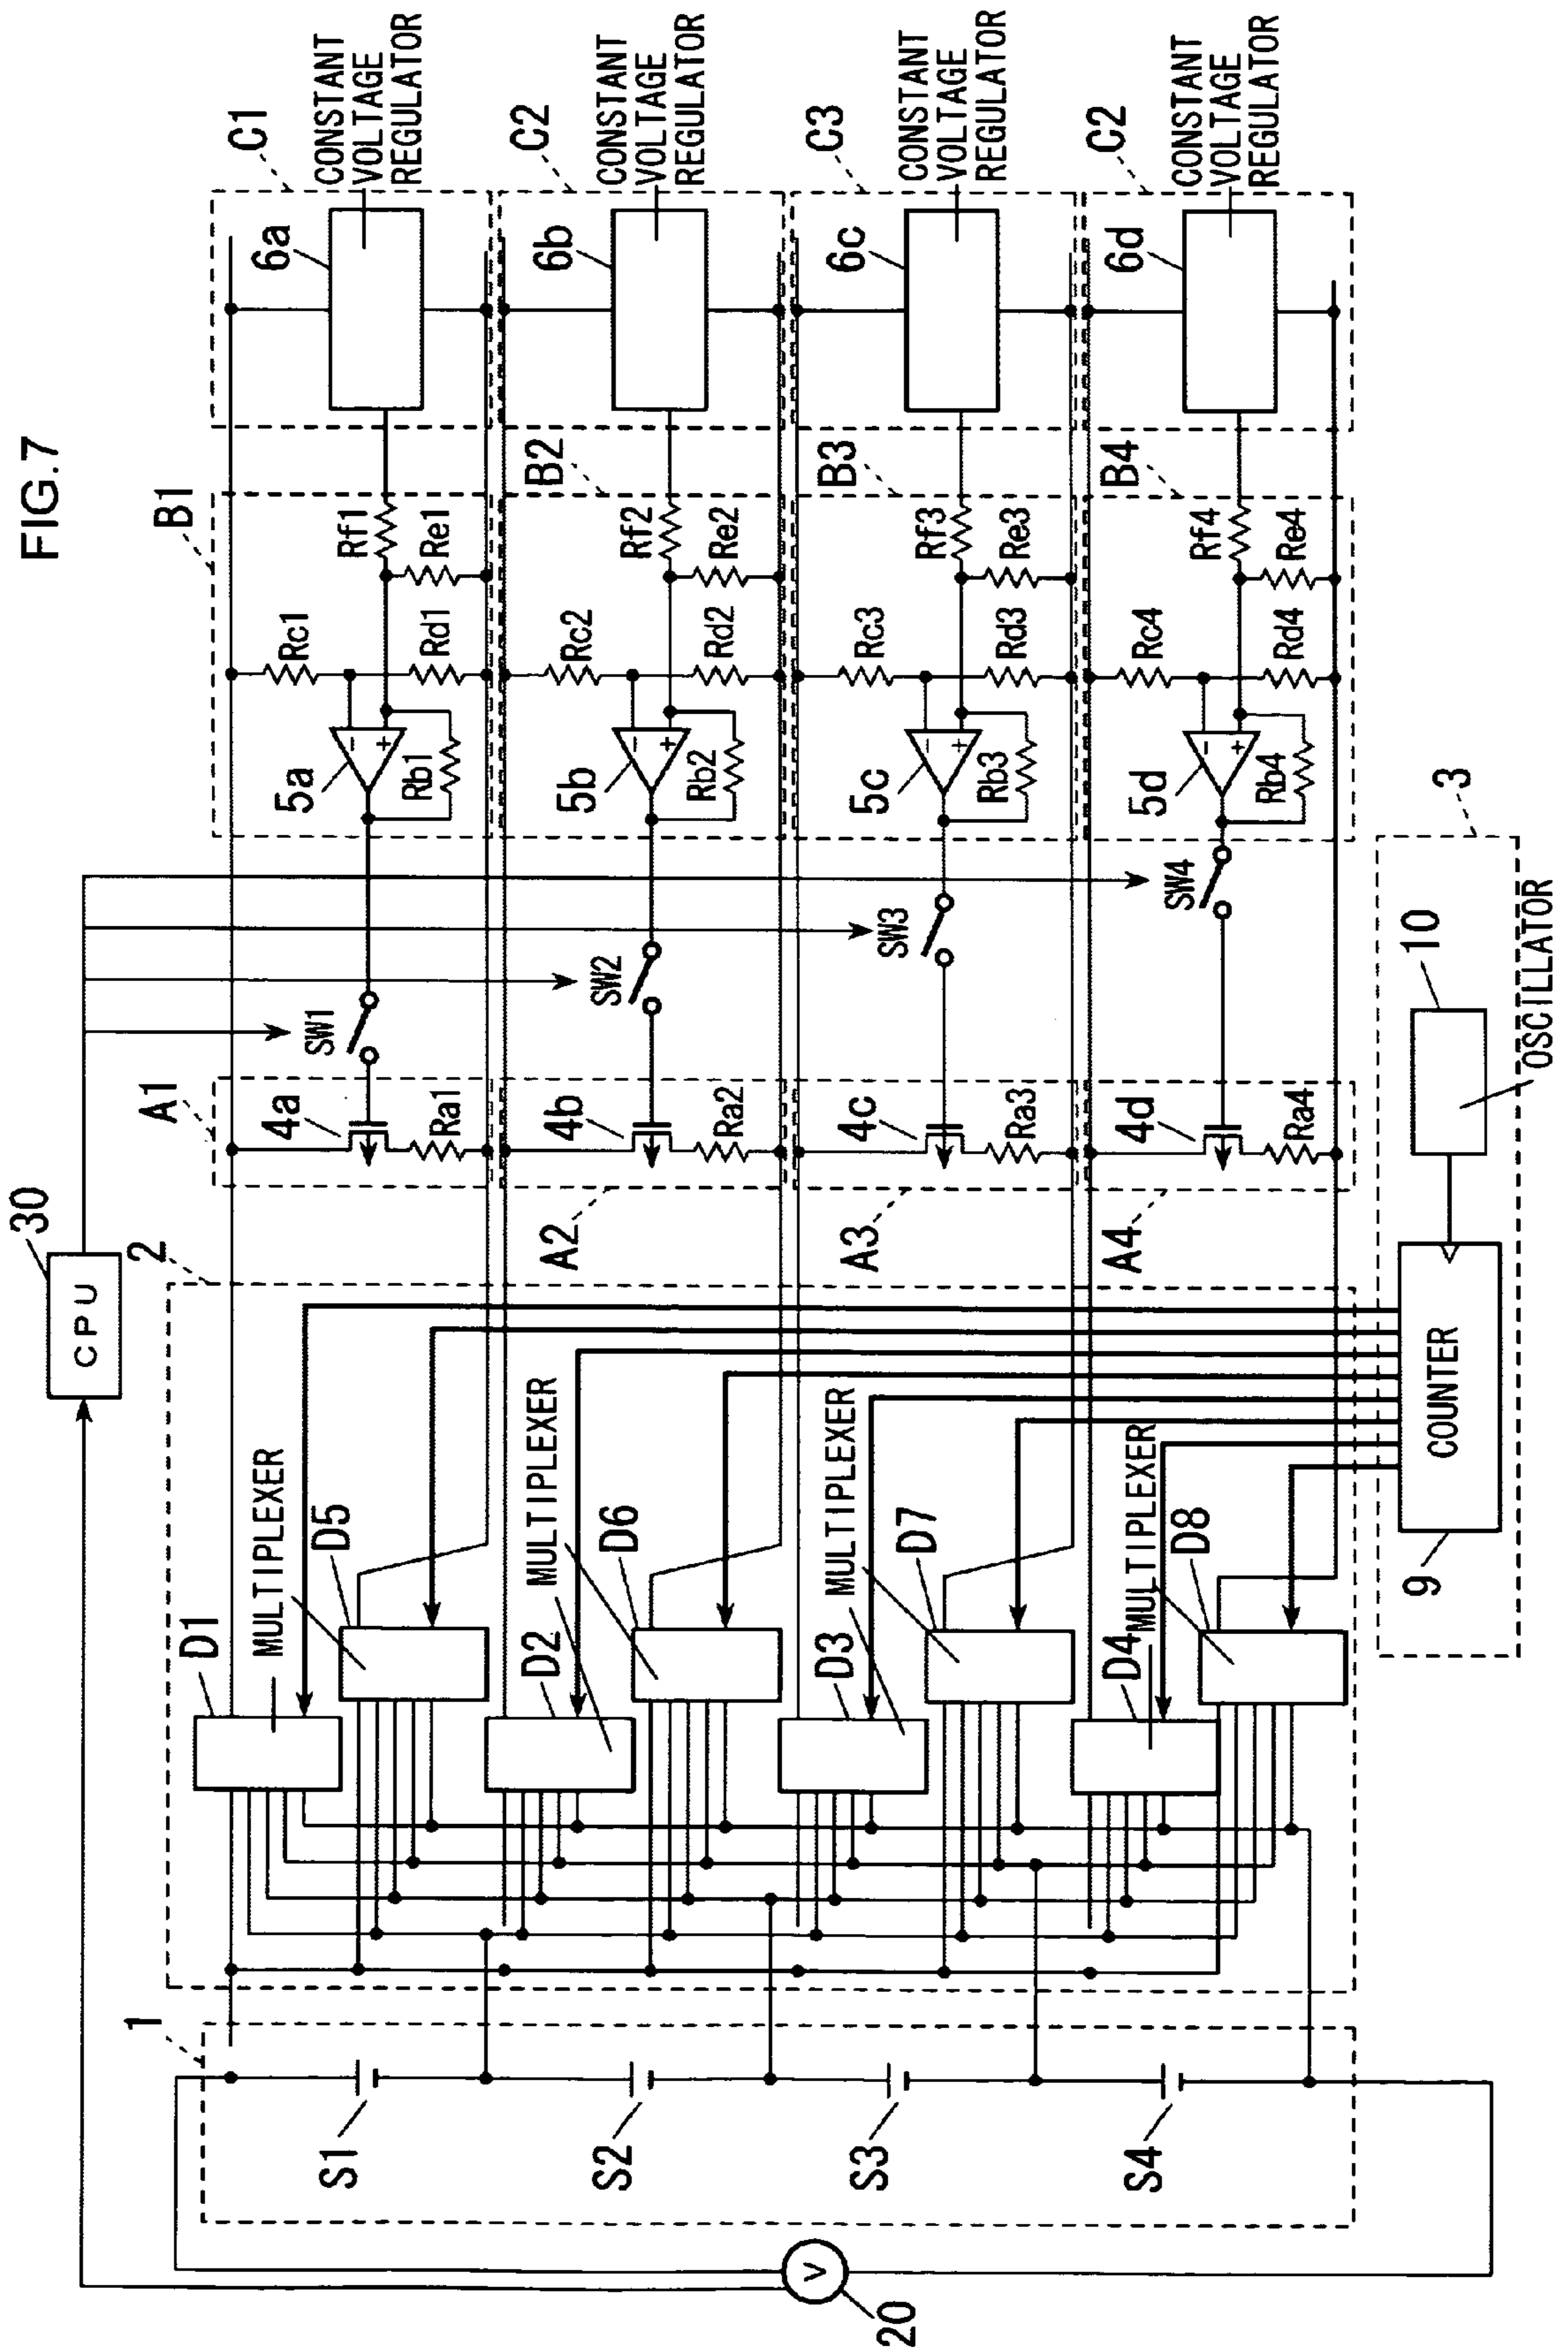 FIG.7
30
CPU
2
A1
B1
C1
CONSTANT
VOLTAGE
REGULATOR
6a
Rf1
Re1
Rc1
Rd1
5a
-
+
Rb1
SW1
4a
Ra1
D1
MULTIPLEXER
D5
1
S1
C2
CONSTANT
VOLTAGE
REGULATOR
6b
B2
Rf2
Re2
Rc2
Rd2
5b
-
+
Rb2
SW2
4b
Ra2
A2
MULTIPLEXER
D2
D6
S2
C3
CONSTANT
VOLTAGE
REGULATOR
6c
B3
Rf3
Re3
Rc3
Rd3
5c
-
+
Rb3
SW3
4c
Ra3
A3
MULTIPLEXER
D3
D7
S3
C2
CONSTANT
VOLTAGE
REGULATOR
6d
B4
Rf4
Re4
Rc4
Rd4
5d
-
+
Rb4
SW4
4d
Ra4
A4
MULTIPLEXER
D4
D8
S4
V
20
3
10
OSCILLATOR
COUNTER
9